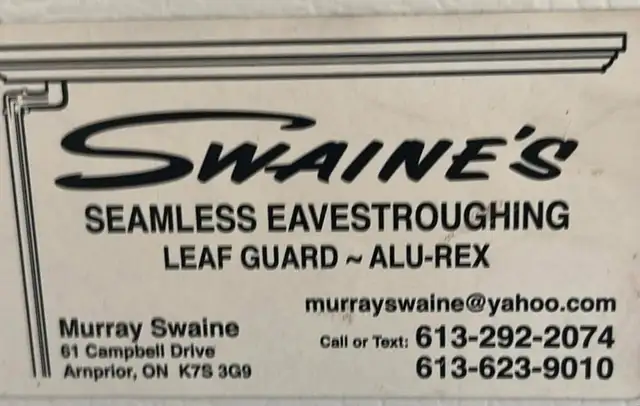 SWAINE'S
SEAMLESS EAVESTROUGHING
LEAF GUARD ~ ALU-REX
murrayswaine@yahoo.com
Murray Swaine
61 Campbell Drive
Arnprior, ON K7S 3G9
Call or Text: 613-292-2074
613-623-9010